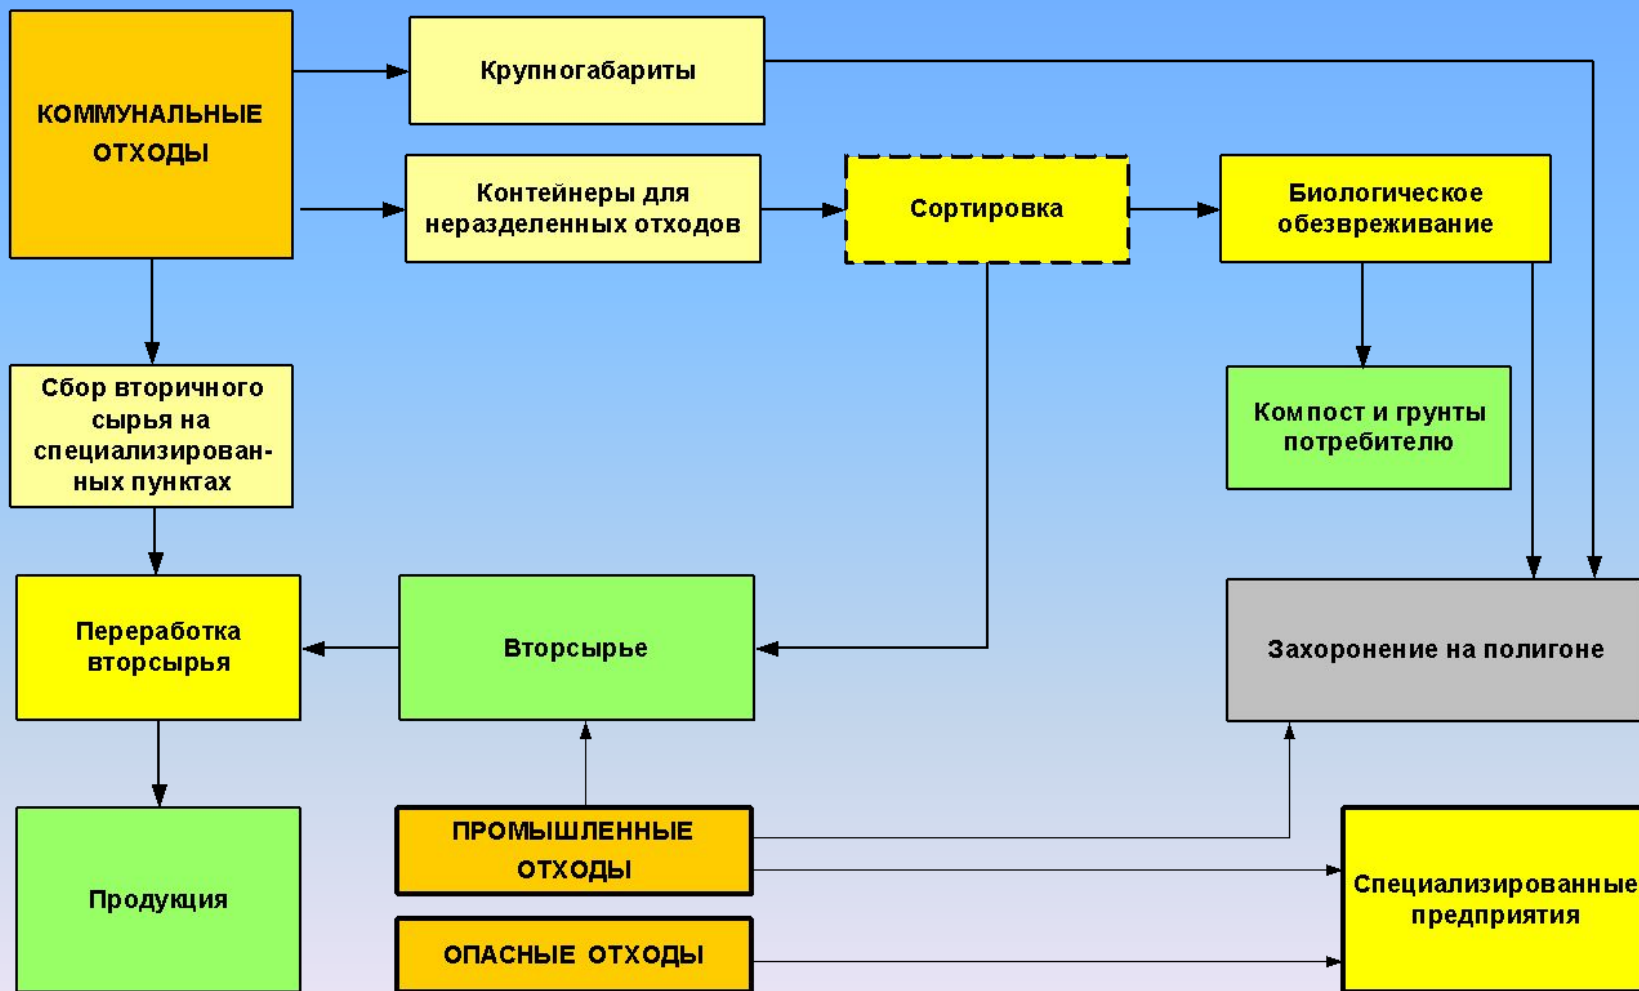 КОММУНАЛЬНЫЕ
ОТХОДЫ
Крупногабариты
Контейнеры для
неразделенных отходов
Сортировка
Биологическое
обезвреживание
Сбор вторичного
сырья на
специализирован-
ных пунктах
Компост и грунты
потребителю
Переработка
вторсырья
Вторсырье
Захоронение на полигоне
Продукция
ПРОМЫШЛЕННЫЕ
ОТХОДЫ
ОПАСНЫЕ ОТХОДЫ
Специализированные
предприятия